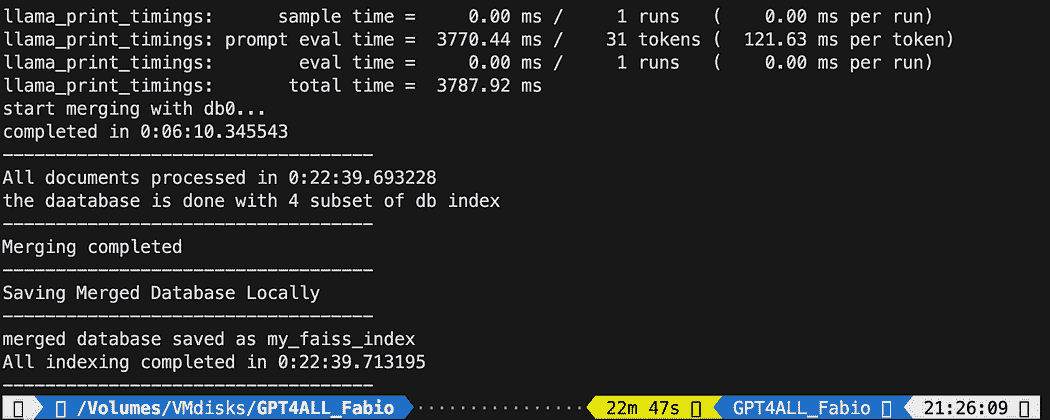 llama_print_timings:      sample time =     0.00 ms /     1 runs   (    0.00 ms per run)
llama_print_timings: prompt eval time =  3770.44 ms /    31 tokens (  121.63 ms per token)
llama_print_timings:        eval time =     0.00 ms /     1 runs   (    0.00 ms per run)
llama_print_timings:       total time =  3787.92 ms
start merging with db0...
completed in 0:06:10.345543
-----------------------------------
All documents processed in 0:22:39.693228
the daatabase is done with 4 subset of db index
-----------------------------------
Merging completed
-----------------------------------
Saving Merged Database Locally
-----------------------------------
merged database saved as my_faiss_index
All indexing completed in 0:22:39.713195
-----------------------------------
/Volumes/VMdisks/GPT4ALL_Fabio ················ 22m 47s GPT4ALL_Fabio 21:26:09